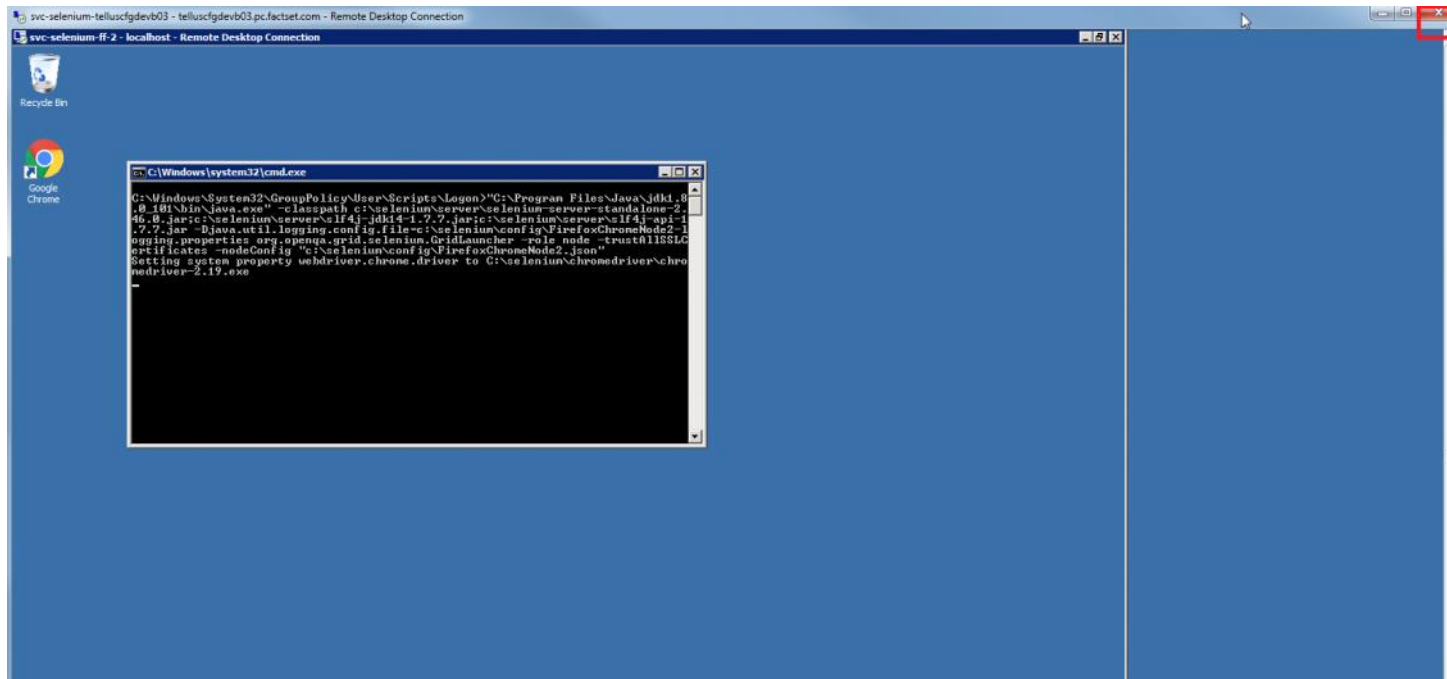 svc-selenium-telluscfgdevb03 - telluscfgdevb03.pc.factset.com - Remote Desktop Connection
svc-selenium-ff-2 - localhost - Remote Desktop Connection
Recycle Bin
Google
Chrome
C:\Windows\system32\cmd.exe
C:\Windows\System32\GroupPolicy\User\Scripts\Logon>"C:\Program Files\Java\jdk1.8
.0_101\bin\java.exe" -classpath c:\selenium\server\selenium-server-standalone-2.
46.0.jar;c:\selenium\server\slf4j-jdk14-1.7.7.jar;c:\selenium\server\slf4j-api-1
.7.7.jar -Djava.util.logging.config.file=c:\selenium\config\FirefoxChromeNode2-l
ogging.properties org.openqa.grid.selenium.GridLauncher -role node -trustAllSSLC
ertificates -nodeConfig "c:\selenium\config\FirefoxChromeNode2.json"
Setting system property webdriver.chrome.driver to C:\selenium\chromedriver\chro
medriver-2.19.exe